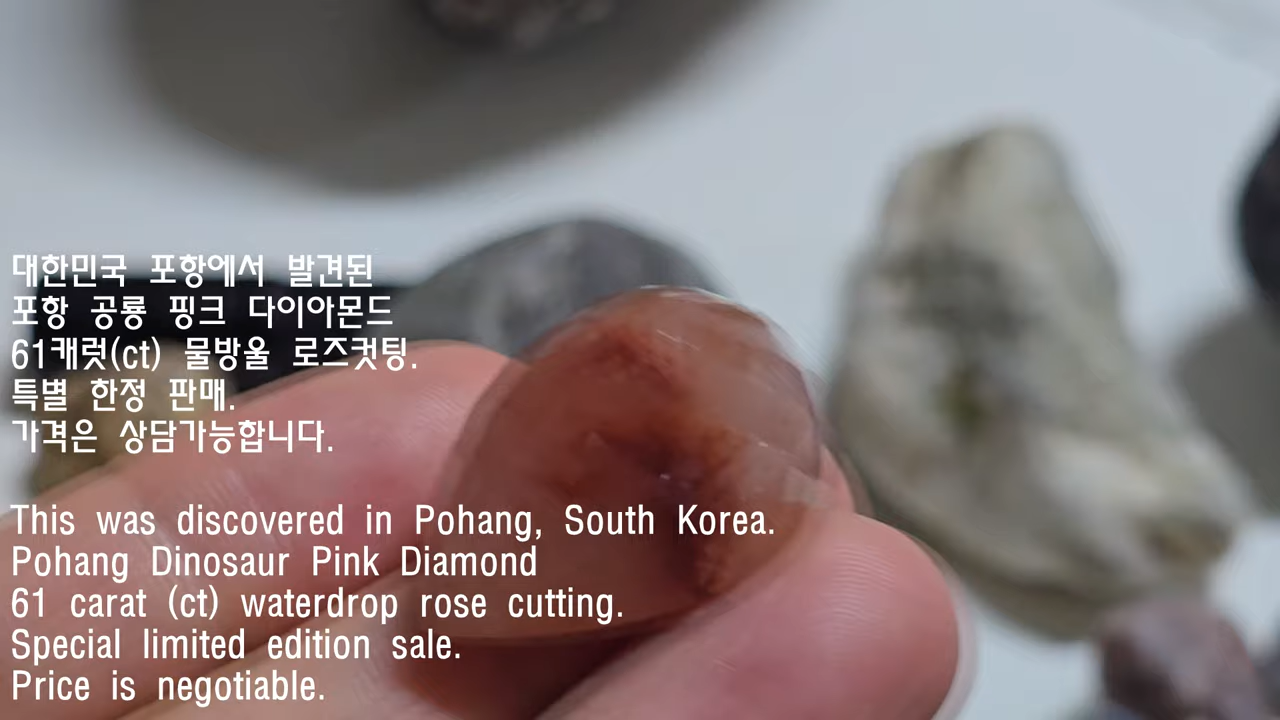 대한민국 포항에서 발견된
포항 공룡 핑크 다이아몬드
61캐럿(ct) 물방울 로즈컷팅.
특별 한정 판매.
가격은 상담가능합니다.
This was discovered in Pohang, South Korea.
Pohang Dinosaur Pink Diamond
61 carat (ct) waterdrop rose cutting.
Special limited edition sale.
Price is negotiable.